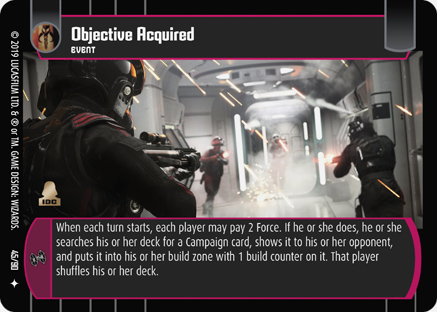 Objective Acquired
EVENT
IDC
When each turn starts, each player may pay 2 Force. If he or she does, he or she
searches his or her deck for a Campaign card, shows it to his or her opponent,
and puts it into his or her build zone with 1 build counter on it. That player
shuffles his or her deck.
© 2019 LUCASFILM LTD. & ® or TM. GAME DESIGN: WIZARDS.
45/90